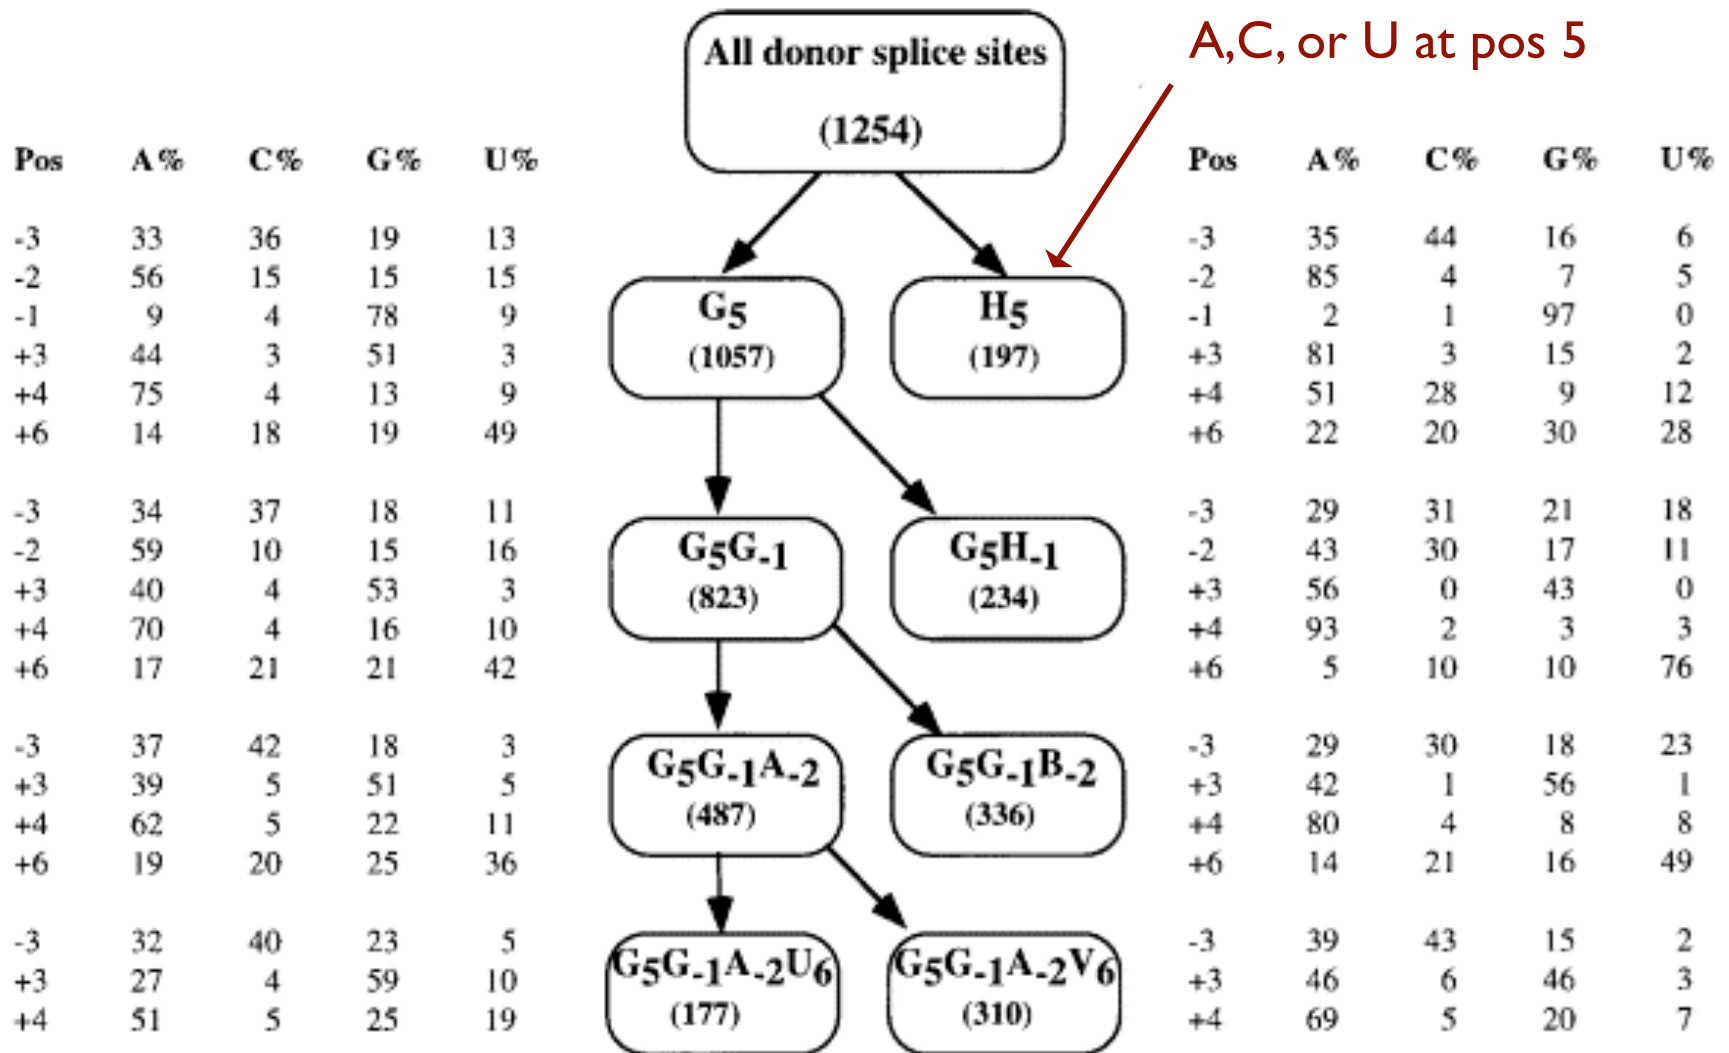 All donor splice sites
(1254)
A,C, or U at pos 5
Pos A% C% G% U%
-3 33 36 19 13
-2 56 15 15 15
-1 9 4 78 9
+3 44 3 51 3
+4 75 4 13 9
+6 14 18 19 49
G5
(1057)
H5
(197)
Pos A% C% G% U%
-3 35 44 16 6
-2 85 4 7 5
-1 2 1 97 0
+3 81 3 15 2
+4 51 28 9 12
+6 22 20 30 28
-3 34 37 18 11
-2 59 10 15 16
+3 40 4 53 3
+4 70 4 16 10
+6 17 21 21 42
G5G-1
(823)
G5H-1
(234)
-3 29 31 21 18
-2 43 30 17 11
+3 56 0 43 0
+4 93 2 3 3
+6 5 10 10 76
-3 37 42 18 3
+3 39 5 51 5
+4 62 5 22 11
+6 19 20 25 36
G5G-1A-2
(487)
G5G-1B-2
(336)
-3 29 30 18 23
+3 42 1 56 1
+4 80 4 8 8
+6 14 21 16 49
-3 32 40 23 5
+3 27 4 59 10
+4 51 5 25 19
G5G-1A-2U6
(177)
G5G-1A-2V6
(310)
-3 39 43 15 2
+3 46 6 46 3
+4 69 5 20 7